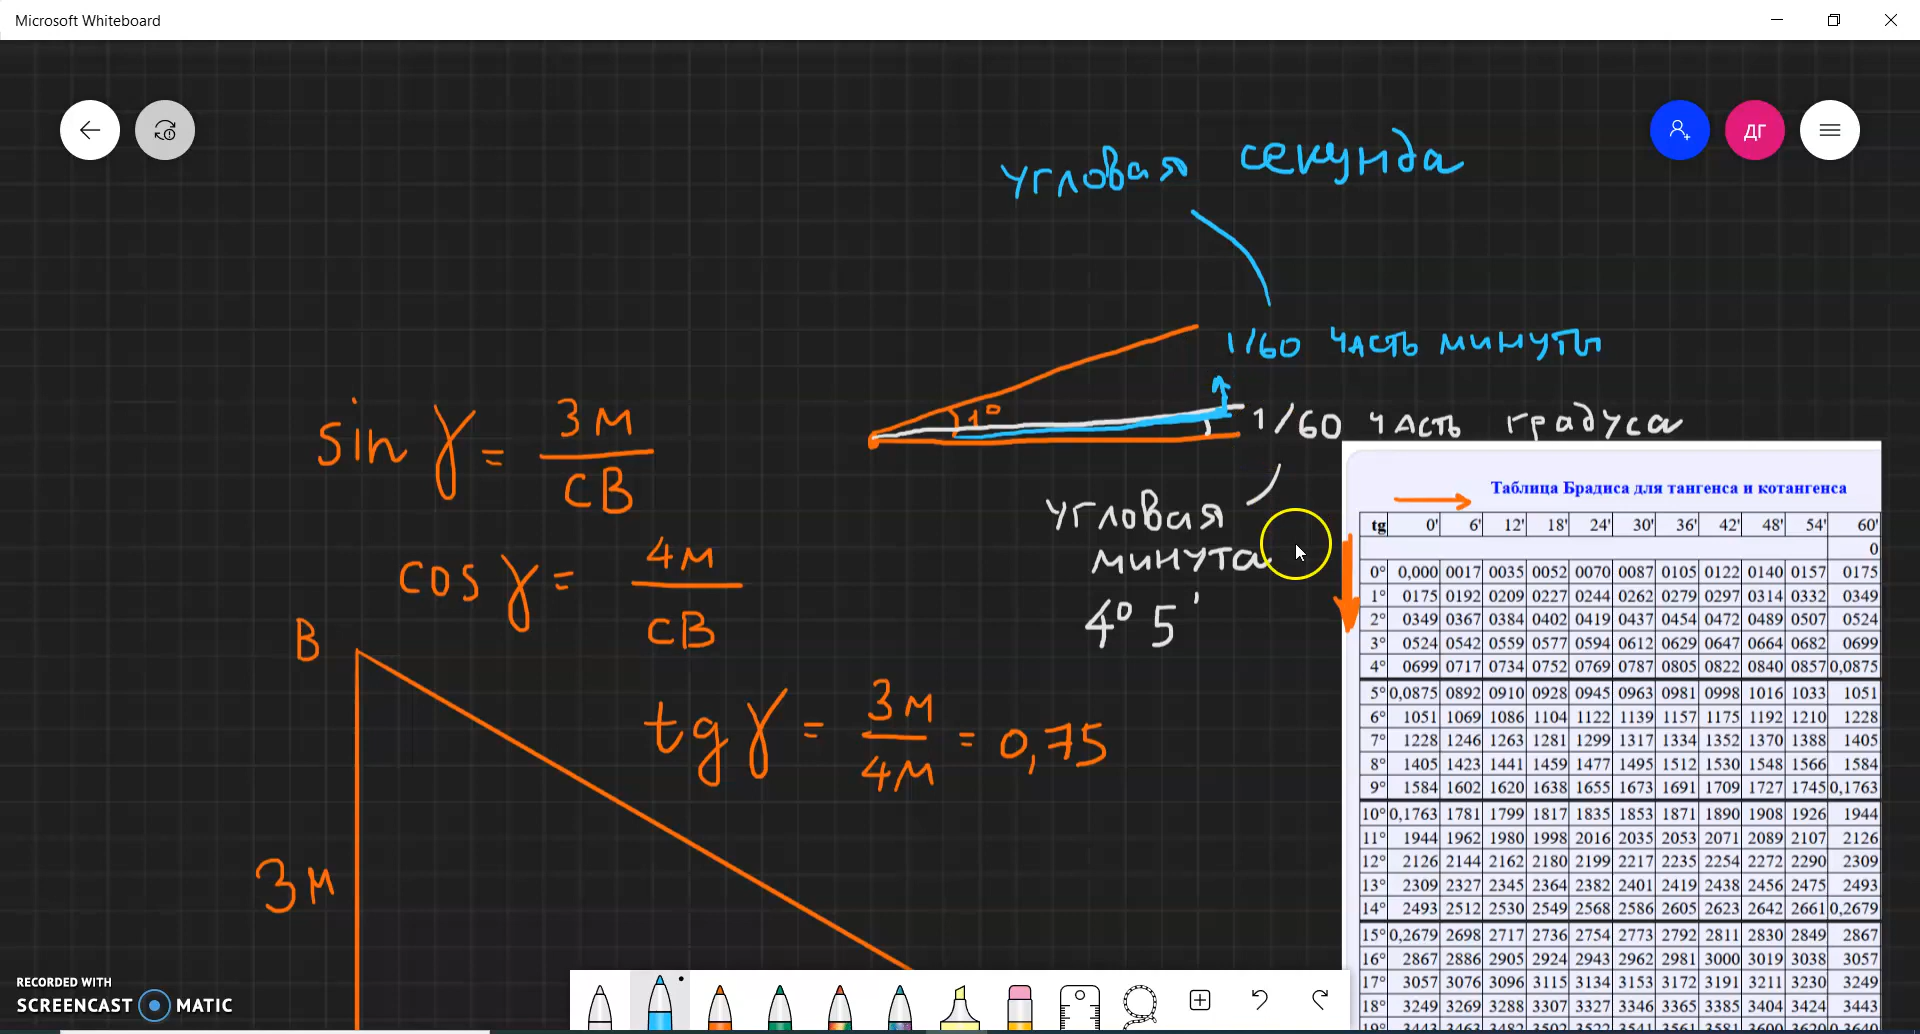 Microsoft Whiteboard
ДГ
угловая секунда
1/60 часть минуты
1°
1/60 часть градуса
угловая
минута
4° 5'
sin γ = 3м / CB
cos γ = 4м / CB
B
tg γ = 3м / 4м = 0,75
3м
Таблица Брадиса для тангенса и котангенса
tg 0' 6' 12' 18' 24' 30' 36' 42' 48' 54' 60'
0
0° 0,000 0017 0035 0052 0070 0087 0105 0122 0140 0157 0175
1° 0175 0192 0209 0227 0244 0262 0279 0297 0314 0332 0349
2° 0349 0367 0384 0402 0419 0437 0454 0472 0489 0507 0524
3° 0524 0542 0559 0577 0594 0612 0629 0647 0664 0682 0699
4° 0699 0717 0734 0752 0769 0787 0805 0822 0840 0857 0,0875
5° 0,0875 0892 0910 0928 0945 0963 0981 0998 1016 1033 1051
6° 1051 1069 1086 1104 1122 1139 1157 1175 1192 1210 1228
7° 1228 1246 1263 1281 1299 1317 1334 1352 1370 1388 1405
8° 1405 1423 1441 1459 1477 1495 1512 1530 1548 1566 1584
9° 1584 1602 1620 1638 1655 1673 1691 1709 1727 1745 0,1763
10° 0,1763 1781 1799 1817 1835 1853 1871 1890 1908 1926 1944
11° 1944 1962 1980 1998 2016 2035 2053 2071 2089 2107 2126
12° 2126 2144 2162 2180 2199 2217 2235 2254 2272 2290 2309
13° 2309 2327 2345 2364 2382 2401 2419 2438 2456 2475 2493
14° 2493 2512 2530 2549 2568 2586 2605 2623 2642 2661 0,2679
15° 0,2679 2698 2717 2736 2754 2773 2792 2811 2830 2849 2867
16° 2867 2886 2905 2924 2943 2962 2981 3000 3019 3038 3057
17° 3057 3076 3096 3115 3134 3153 3172 3191 3211 3230 3249
18° 3249 3269 3288 3307 3327 3346 3365 3385 3404 3424 3443
RECORDED WITH
SCREENCAST MATIC